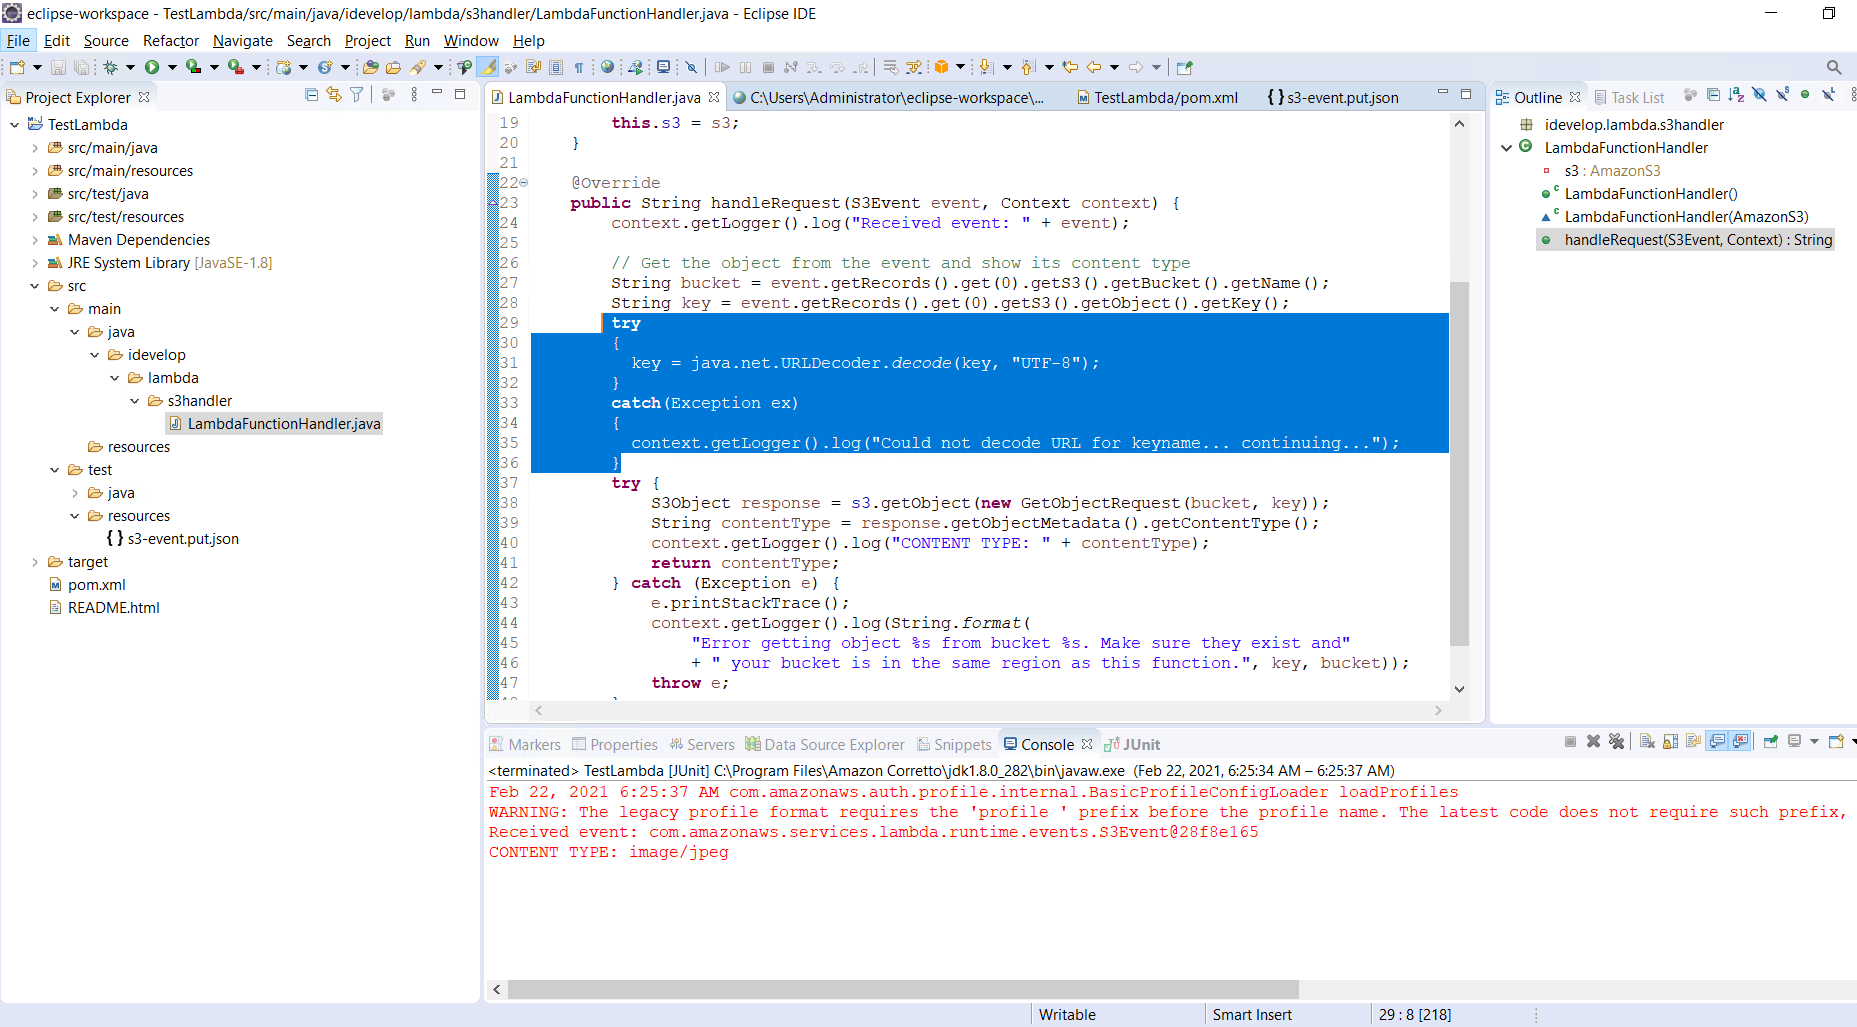 eclipse-workspace - TestLambda/src/main/java/idevelop/lambda/s3handler/LambdaFunctionHandler.java - Eclipse IDE
File Edit Source Refactor Navigate Search Project Run Window Help
Project Explorer
TestLambda
src/main/java
src/main/resources
src/test/java
src/test/resources
Maven Dependencies
JRE System Library [JavaSE-1.8]
src
main
java
idevelop
lambda
s3handler
LambdaFunctionHandler.java
resources
test
java
resources
s3-event.put.json
target
pom.xml
README.html
LambdaFunctionHandler.java C:\Users\Administrator\eclipse-workspace\... TestLambda/pom.xml s3-event.put.json
19 this.s3 = s3;
20 }
21
22 @Override
23 public String handleRequest(S3Event event, Context context) {
24 context.getLogger().log("Received event: " + event);
25
26 // Get the object from the event and show its content type
27 String bucket = event.getRecords().get(0).getS3().getBucket().getName();
28 String key = event.getRecords().get(0).getS3().getObject().getKey();
29 try
30 {
31 key = java.net.URLDecoder.decode(key, "UTF-8");
32 }
33 catch(Exception ex)
34 {
35 context.getLogger().log("Could not decode URL for keyname... continuing...");
36 }
37 try {
38 S3Object response = s3.getObject(new GetObjectRequest(bucket, key));
39 String contentType = response.getObjectMetadata().getContentType();
40 context.getLogger().log("CONTENT TYPE: " + contentType);
41 return contentType;
42 } catch (Exception e) {
43 e.printStackTrace();
44 context.getLogger().log(String.format(
45 "Error getting object %s from bucket %s. Make sure they exist and"
46 + " your bucket is in the same region as this function.", key, bucket));
47 throw e;
Outline Task List
idevelop.lambda.s3handler
LambdaFunctionHandler
s3 : AmazonS3
LambdaFunctionHandler()
LambdaFunctionHandler(AmazonS3)
handleRequest(S3Event, Context) : String
Markers Properties Servers Data Source Explorer Snippets Console JUnit
<terminated> TestLambda [JUnit] C:\Program Files\Amazon Corretto\jdk1.8.0_282\bin\javaw.exe (Feb 22, 2021, 6:25:34 AM – 6:25:37 AM)
Feb 22, 2021 6:25:37 AM com.amazonaws.auth.profile.internal.BasicProfileConfigLoader loadProfiles
WARNING: The legacy profile format requires the 'profile ' prefix before the profile name. The latest code does not require such prefix,
Received event: com.amazonaws.services.lambda.runtime.events.S3Event@28f8e165
CONTENT TYPE: image/jpeg
Writable Smart Insert 29 : 8 [218]